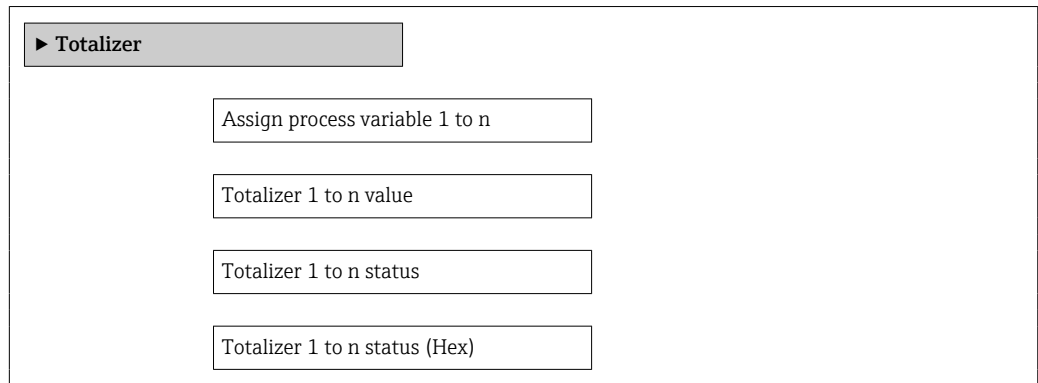 ► Totalizer
Assign process variable 1 to n
Totalizer 1 to n value
Totalizer 1 to n status
Totalizer 1 to n status (Hex)